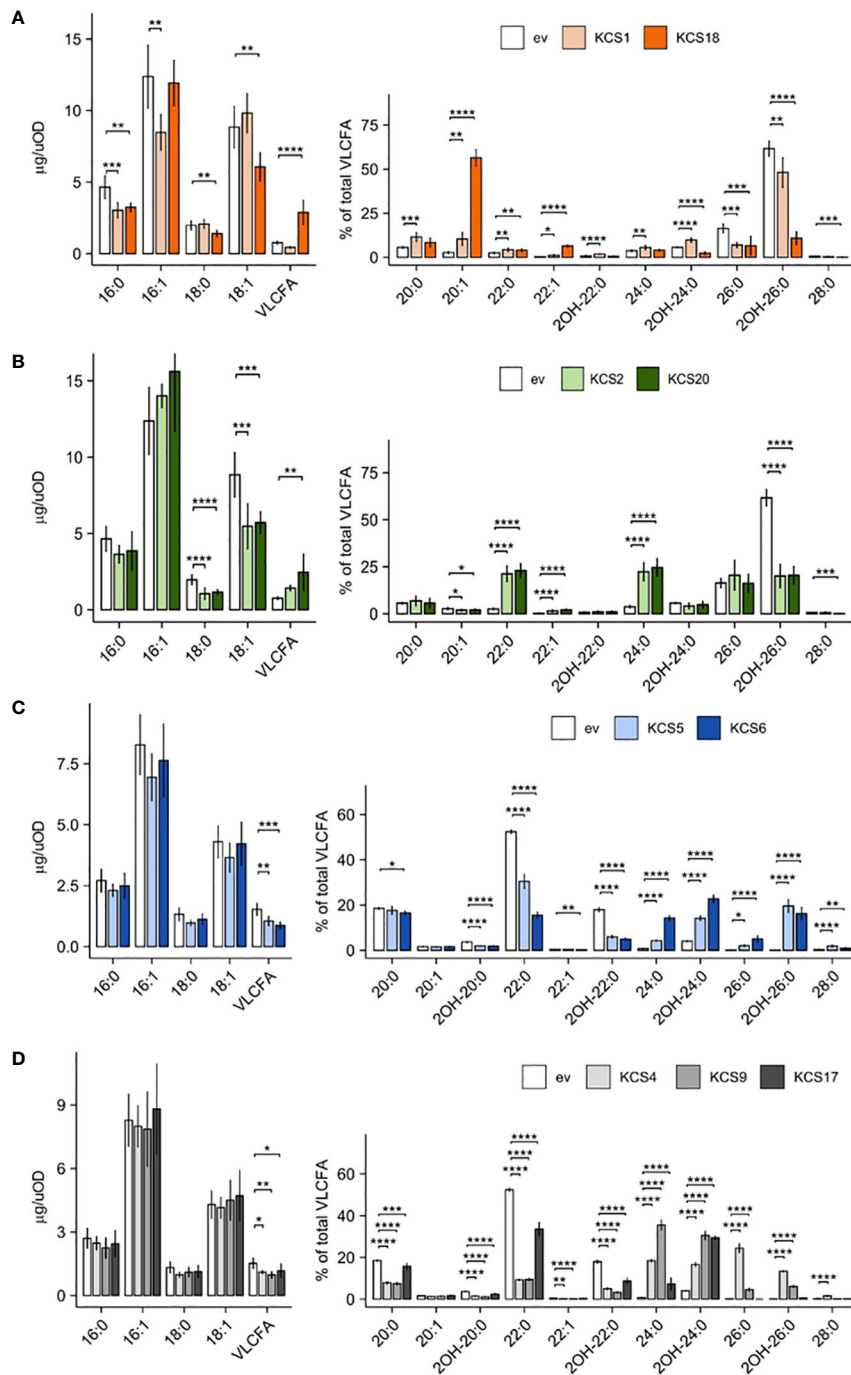 A
ev KCS1 KCS18
µg/uOD
15
10
5
0
** ** ** *** ** ****
16:0 16:1 18:0 18:1 VLCFA
% of total VLCFA
75
50
25
0
*** **** ** ** ** **** * **** ** **** **** *** *** **** ** ***
20:0 20:1 22:0 22:1 2OH-22:0 24:0 2OH-24:0 26:0 2OH-26:0 28:0
B
ev KCS2 KCS20
µg/uOD
15
10
5
0
**** **** *** *** **
16:0 16:1 18:0 18:1 VLCFA
% of total VLCFA
75
50
25
0
* * **** **** **** **** **** **** **** **** ***
20:0 20:1 22:0 22:1 2OH-22:0 24:0 2OH-24:0 26:0 2OH-26:0 28:0
C
ev KCS5 KCS6
µg/uOD
7.5
5.0
2.5
0.0
*** **
16:0 16:1 18:0 18:1 VLCFA
% of total VLCFA
60
40
20
0
* **** **** **** **** ** **** **** **** **** **** **** **** * **** **** ** ****
20:0 20:1 2OH-20:0 22:0 22:1 2OH-22:0 24:0 2OH-24:0 26:0 2OH-26:0 28:0
D
ev KCS4 KCS9 KCS17
µg/uOD
9
6
3
0
* ** *
16:0 16:1 18:0 18:1 VLCFA
% of total VLCFA
60
40
20
0
*** **** **** **** **** **** **** **** **** **** ** **** **** **** **** **** **** **** **** **** **** **** **** **** ****
20:0 20:1 2OH-20:0 22:0 22:1 2OH-22:0 24:0 2OH-24:0 26:0 2OH-26:0 28:0